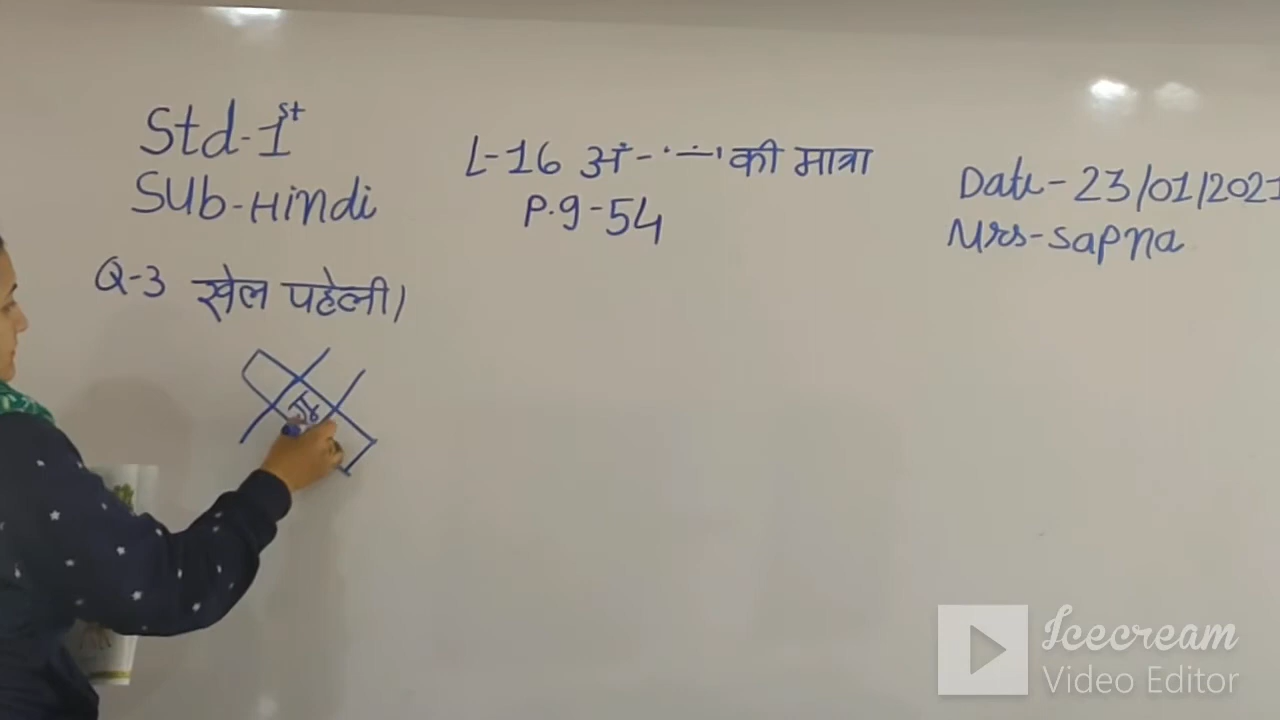 Std-1st
Sub-Hindi
L-16 अं-'ं' की मात्रा
P.g-54
Date-23/01/2021
Mrs-Sapna
Q-3 खेल पहेली।
Icecream
Video Editor